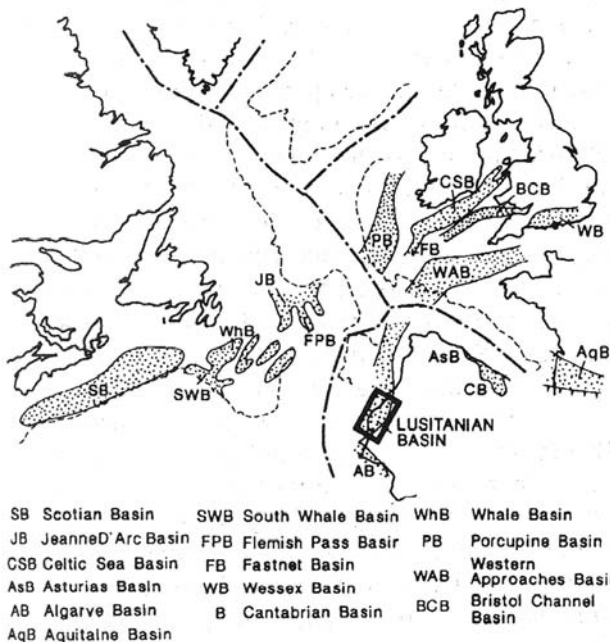 CSB
BCB
PB
FB
WB
WAB
JB
FPB
WhB
AsB
AqB
SB
SWB
CB
LUSITANIAN
BASIN
AB
SB Scotian Basin
SWB South Whale Basin
WhB Whale Basin
JB JeanneD'Arc Basin
FPB Flemish Pass Basir
PB Porcupine Basin
CSB Celtic Sea Basin
FB Fastnet Basin
WAB Western
Approaches Basin
AsB Asturias Basin
WB Wessex Basin
AB Algarve Basin
B Cantabrian Basin
BCB Bristol Channel
Basin
AqB Aquitaine Basin